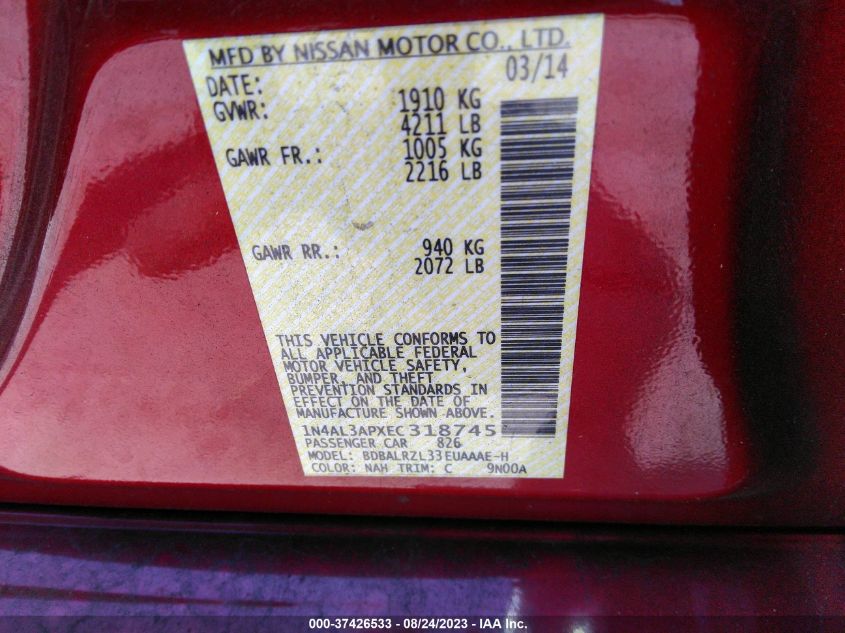 MFD BY NISSAN MOTOR CO., LTD.
DATE: 03/14
GVWR: 1910 KG
4211 LB
GAWR FR.: 1005 KG
2216 LB
GAWR RR.: 940 KG
2072 LB
THIS VEHICLE CONFORMS TO
ALL APPLICABLE FEDERAL
MOTOR VEHICLE SAFETY,
BUMPER, AND THEFT
PREVENTION STANDARDS IN
EFFECT ON THE DATE OF
MANUFACTURE SHOWN ABOVE.
1N4AL3APXEC318745
PASSENGER CAR 826
MODEL: BDBALRZL33EUAAAE-H
COLOR: NAH TRIM: C 9N00A
000-37426533 - 08/24/2023 - IAA Inc.